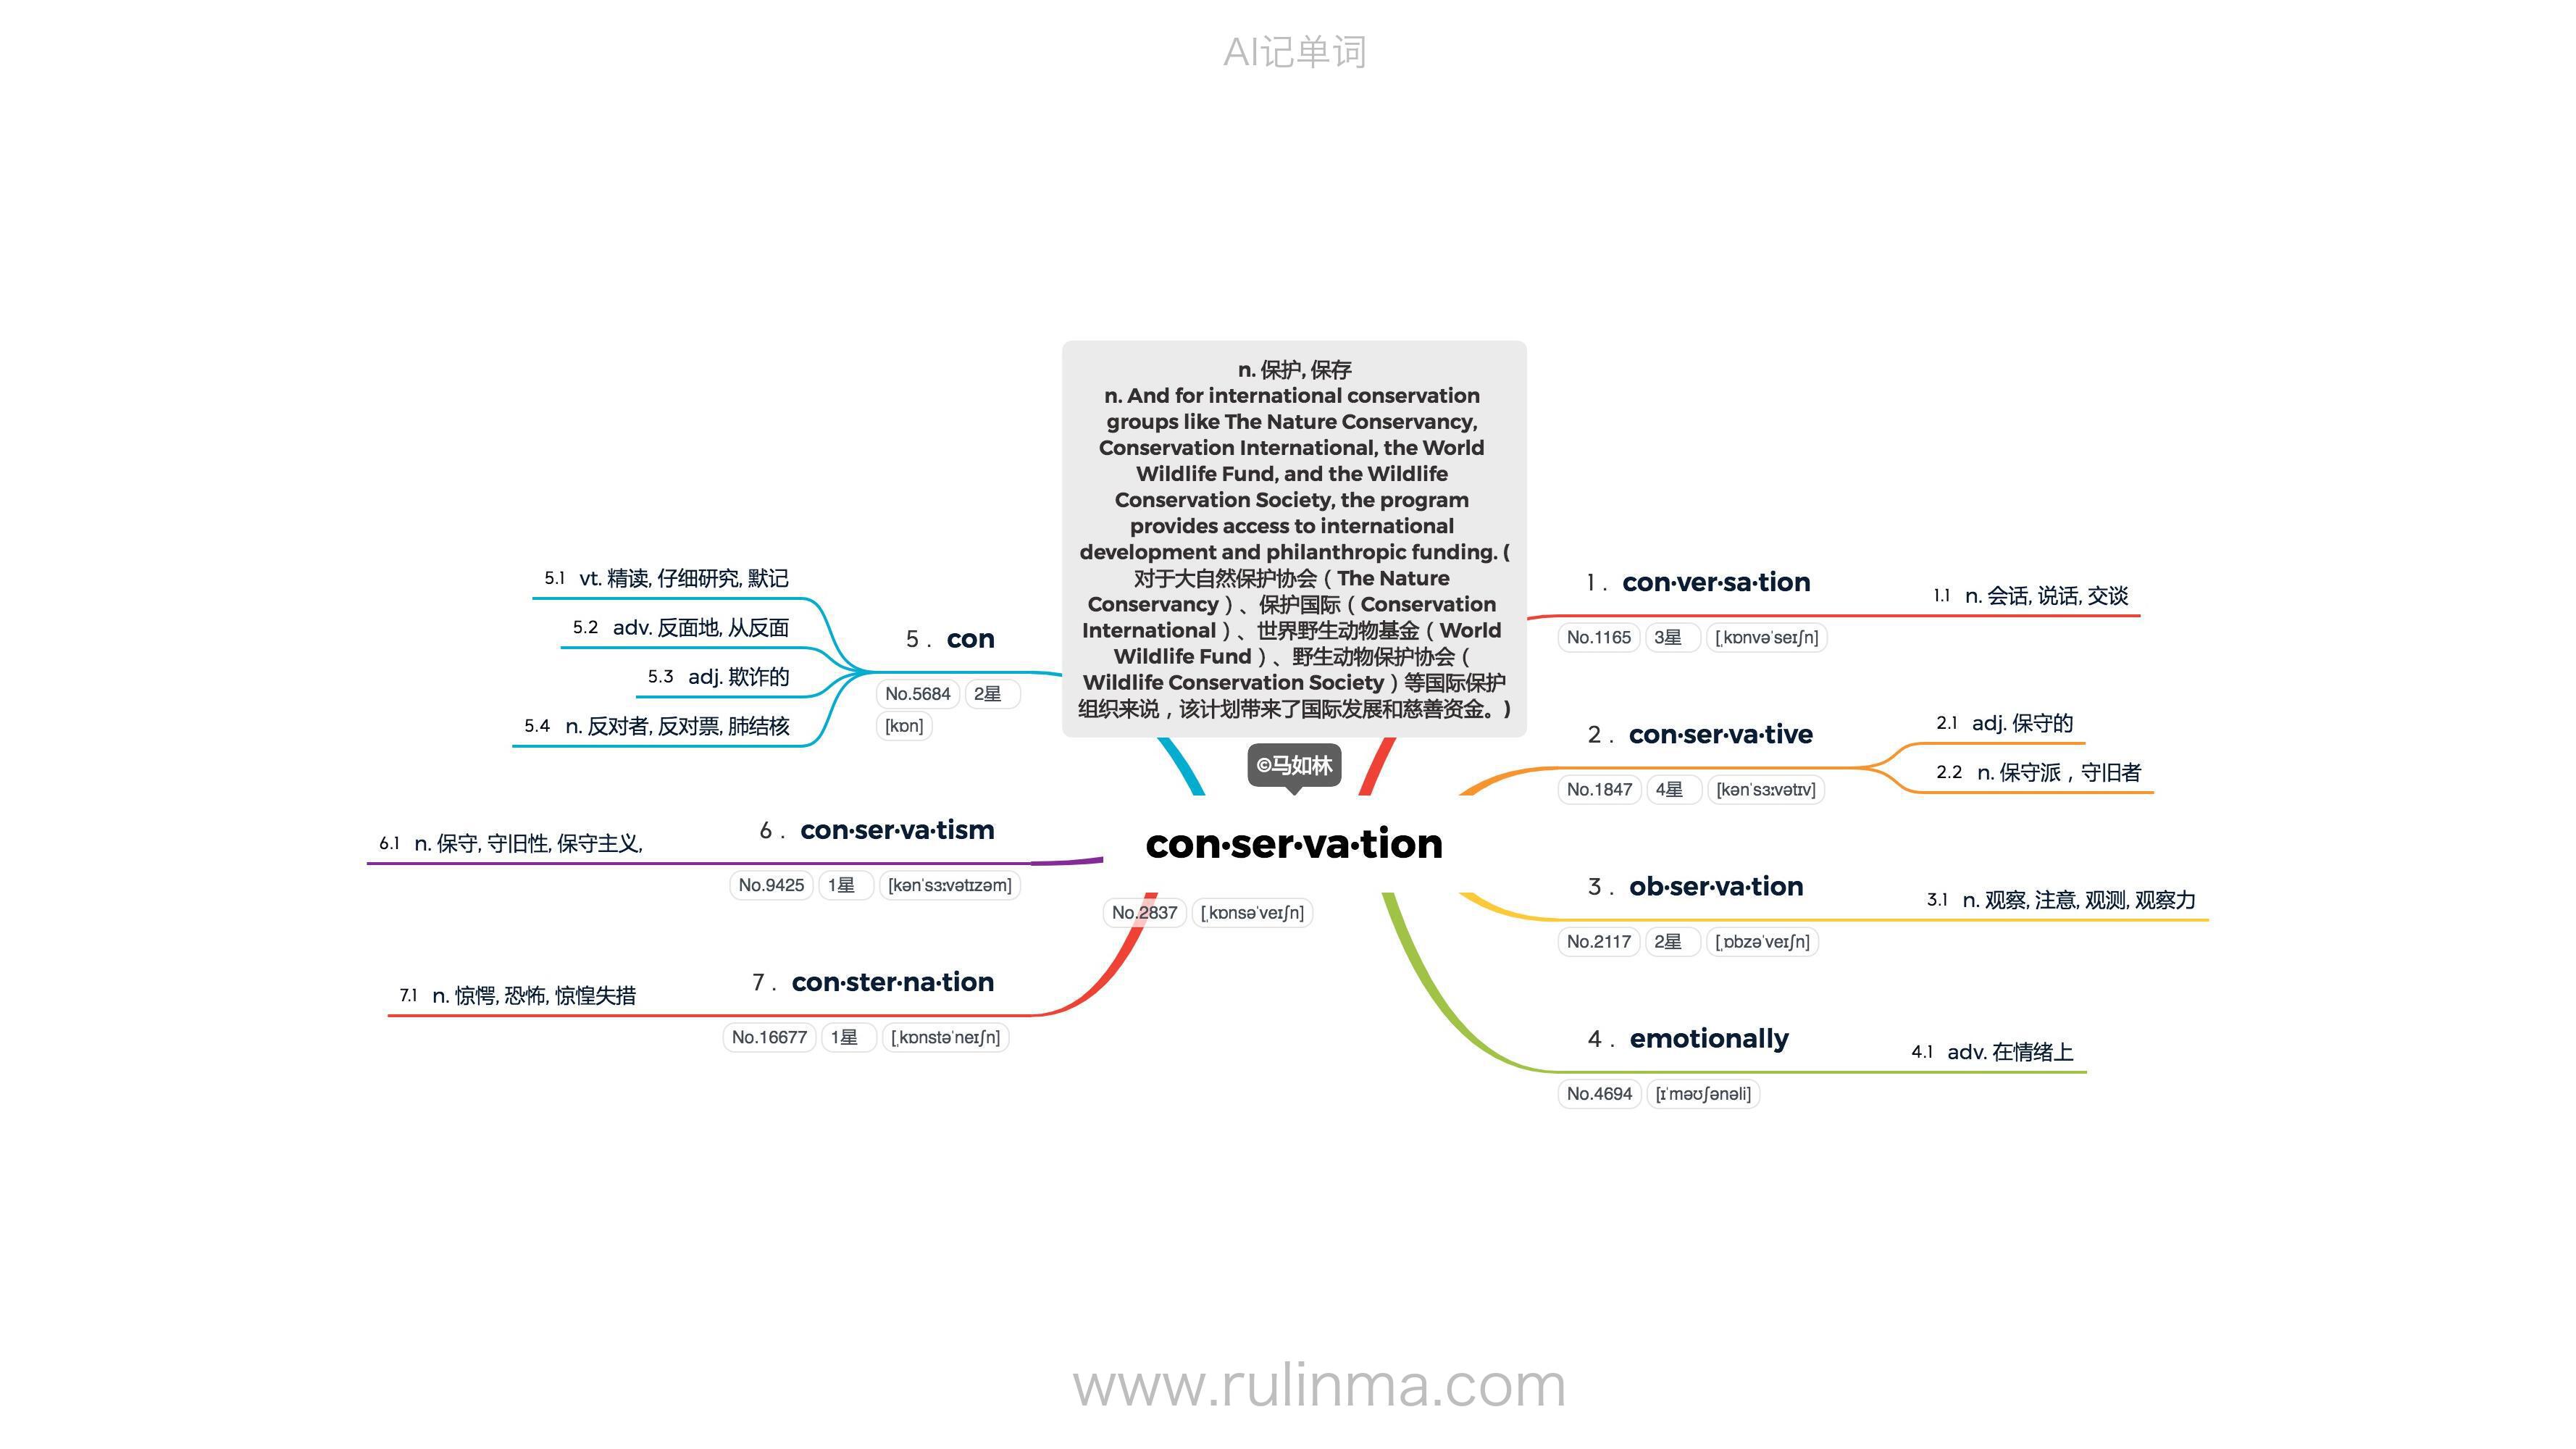 AI记单词
n. 保护, 保存
n. And for international conservation
groups like The Nature Conservancy,
Conservation International, the World
Wildlife Fund, and the Wildlife
Conservation Society, the program
provides access to international
development and philanthropic funding. (
对于大自然保护协会（The Nature
Conservancy）、保护国际（Conservation
International）、世界野生动物基金（World
Wildlife Fund）、野生动物保护协会（
Wildlife Conservation Society）等国际保护
组织来说，该计划带来了国际发展和慈善资金。)
©马如林
con·ser·va·tion
No.2837 [ˌkɒnsəˈveɪʃn]
1. con·ver·sa·tion
No.1165 3星 [ˌkɒnvəˈseɪʃn]
1.1 n. 会话, 说话, 交谈
2. con·ser·va·tive
No.1847 4星 [kənˈsɜːvətɪv]
2.1 adj. 保守的
2.2 n. 保守派，守旧者
3. ob·ser·va·tion
No.2117 2星 [ˌɒbzəˈveɪʃn]
3.1 n. 观察, 注意, 观测, 观察力
4. emotionally
No.4694 [ɪˈməʊʃənəli]
4.1 adv. 在情绪上
5. con
No.5684 2星
[kɒn]
5.1 vt. 精读, 仔细研究, 默记
5.2 adv. 反面地, 从反面
5.3 adj. 欺诈的
5.4 n. 反对者, 反对票, 肺结核
6. con·ser·va·tism
No.9425 1星 [kənˈsɜːvətɪzəm]
6.1 n. 保守, 守旧性, 保守主义,
7. con·ster·na·tion
No.16677 1星 [ˌkɒnstəˈneɪʃn]
7.1 n. 惊愕, 恐怖, 惊惶失措
www.rulinma.com